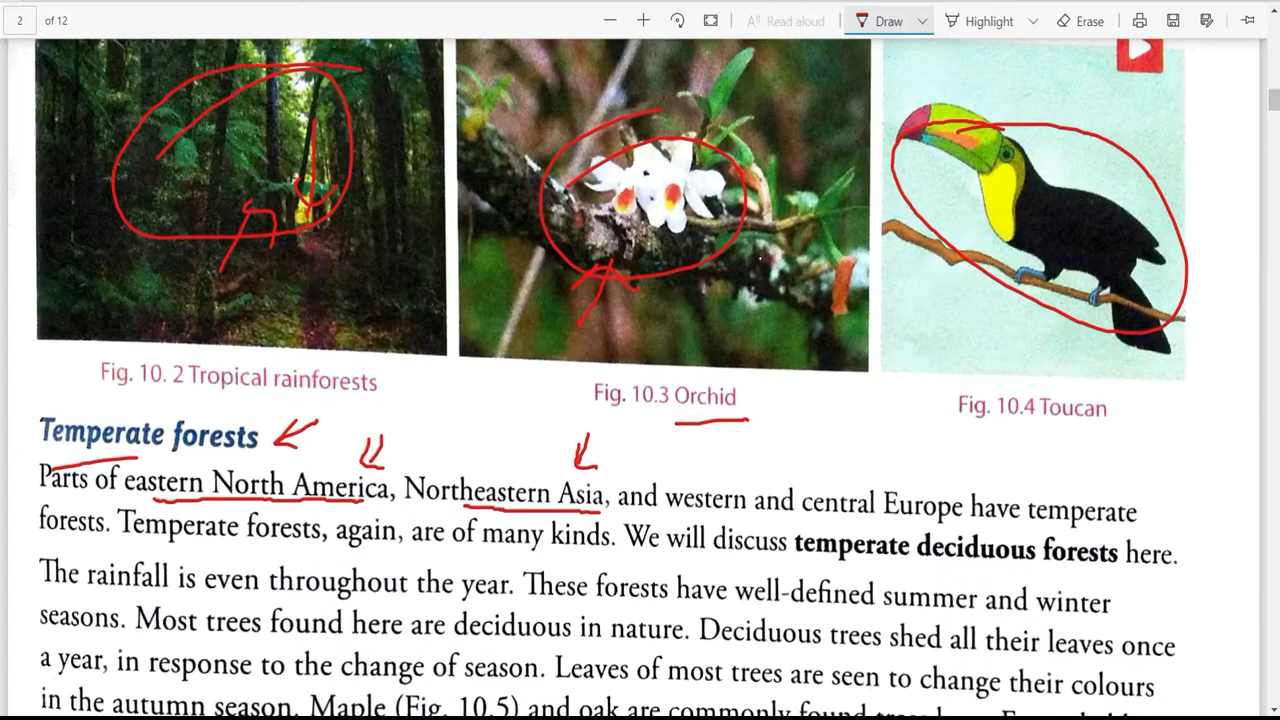 2 of 12 Read aloud Draw Highlight Erase
Fig. 10. 2 Tropical rainforests
Fig. 10.3 Orchid
Fig. 10.4 Toucan
Temperate forests
Parts of eastern North America, Northeastern Asia, and western and central Europe have temperate
forests. Temperate forests, again, are of many kinds. We will discuss temperate deciduous forests here.
The rainfall is even throughout the year. These forests have well-defined summer and winter
seasons. Most trees found here are deciduous in nature. Deciduous trees shed all their leaves once
a year, in response to the change of season. Leaves of most trees are seen to change their colours
in the autumn season. Maple (Fig. 10.5) and oak are commonly found